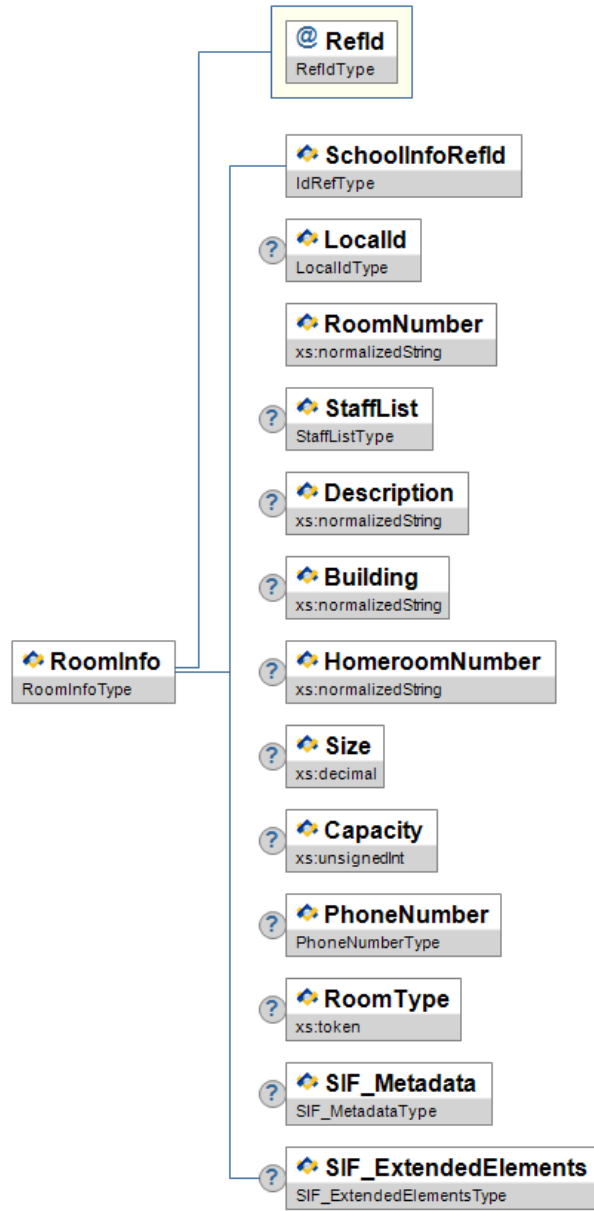 @ RefId
RefIdType
SchoolInfoRefId
IdRefType
? LocalId
LocalIdType
RoomNumber
xs:normalizedString
? StaffList
StaffListType
? Description
xs:normalizedString
? Building
xs:normalizedString
RoomInfo
RoomInfoType
? HomeroomNumber
xs:normalizedString
? Size
xs:decimal
? Capacity
xs:unsignedInt
? PhoneNumber
PhoneNumberType
? RoomType
xs:token
? SIF_Metadata
SIF_MetadataType
? SIF_ExtendedElements
SIF_ExtendedElementsType